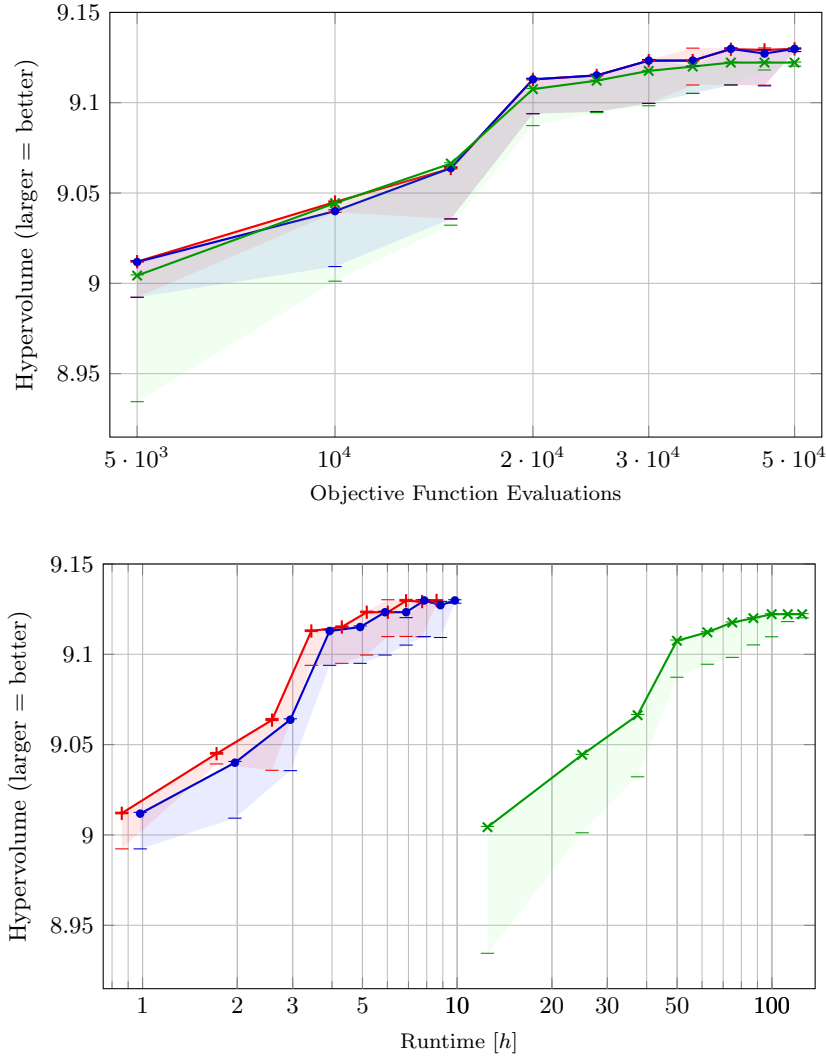 9.15
9.1
9.05
9
8.95
Hypervolume (larger = better)
5 · 10³
10⁴
2 · 10⁴
3 · 10⁴
5 · 10⁴
Objective Function Evaluations
9.15
9.1
9.05
9
8.95
Hypervolume (larger = better)
1
2
3
5
10
20
30
50
100
Runtime [h]